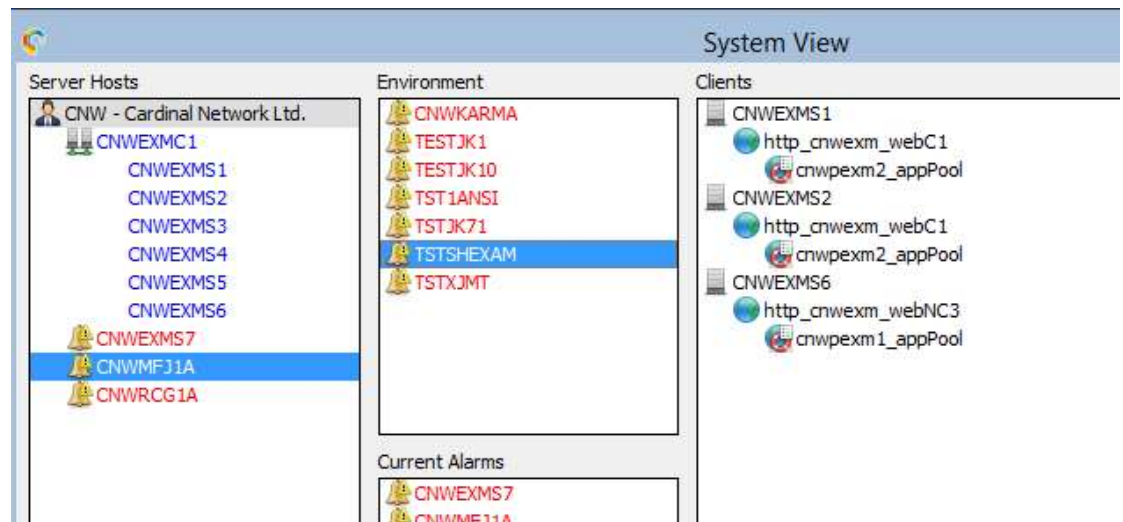 System View
Server Hosts
CNW - Cardinal Network Ltd.
CNWEXMC1
CNWEXMS1
CNWEXMS2
CNWEXMS3
CNWEXMS4
CNWEXMS5
CNWEXMS6
CNWEXMS7
CNWMFJ1A
CNWRCG1A
Environment
CNWKARMA
TESTJK1
TESTJK10
TST1ANSI
TSTJK71
TSTSHEXAM
TSTXJMT
Current Alarms
CNWEXMS7
CNWMFJ1A
Clients
CNWEXMS1
http_cnwexm_webC1
cnwpexm2_appPool
CNWEXMS2
http_cnwexm_webC1
cnwpexm2_appPool
CNWEXMS6
http_cnwexm_webNC3
cnwpexm1_appPool